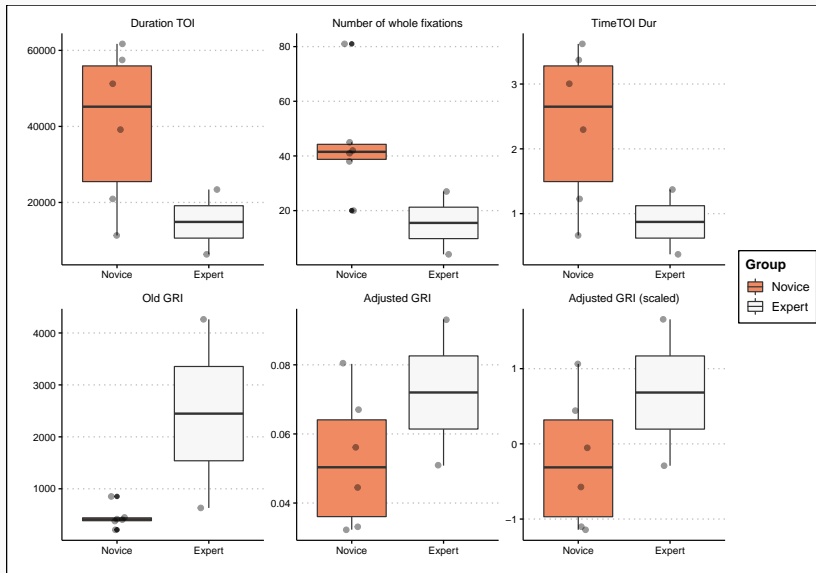 Duration TOI
Number of whole fixations
TimeTOI Dur
60000
40000
20000
80
60
40
20
3
2
1
Novice
Expert
Novice
Expert
Novice
Expert
Group
Novice
Expert
Old GRI
Adjusted GRI
Adjusted GRI (scaled)
4000
3000
2000
1000
0.08
0.06
0.04
1
0
−1
Novice
Expert
Novice
Expert
Novice
Expert